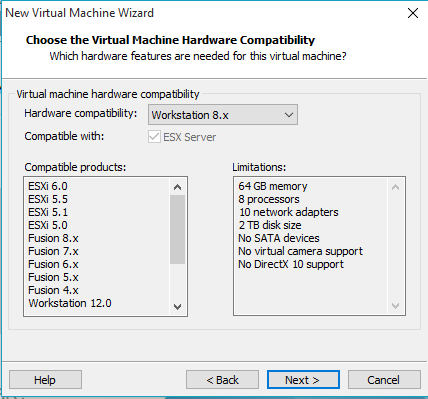 New Virtual Machine Wizard
Choose the Virtual Machine Hardware Compatibility
Which hardware features are needed for this virtual machine?
Virtual machine hardware compatibility
Hardware compatibility: Workstation 8.x
Compatible with: ESX Server
Compatible products:
ESXi 6.0
ESXi 5.5
ESXi 5.1
ESXi 5.0
Fusion 8.x
Fusion 7.x
Fusion 6.x
Fusion 5.x
Fusion 4.x
Workstation 12.0
Limitations:
64 GB memory
8 processors
10 network adapters
2 TB disk size
No SATA devices
No virtual camera support
No DirectX 10 support
Help < Back Next > Cancel